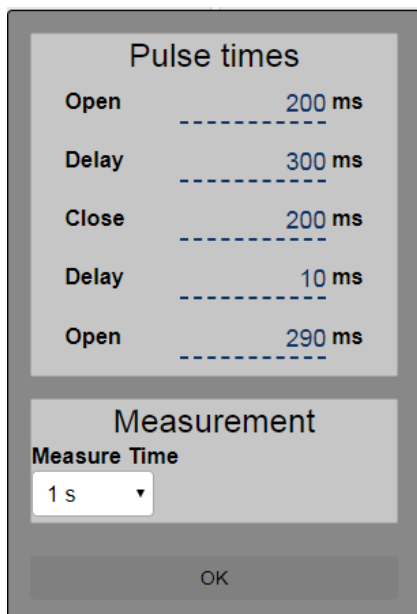 Pulse times
Open 200 ms
Delay 300 ms
Close 200 ms
Delay 10 ms
Open 290 ms
Measurement
Measure Time
1 s
OK